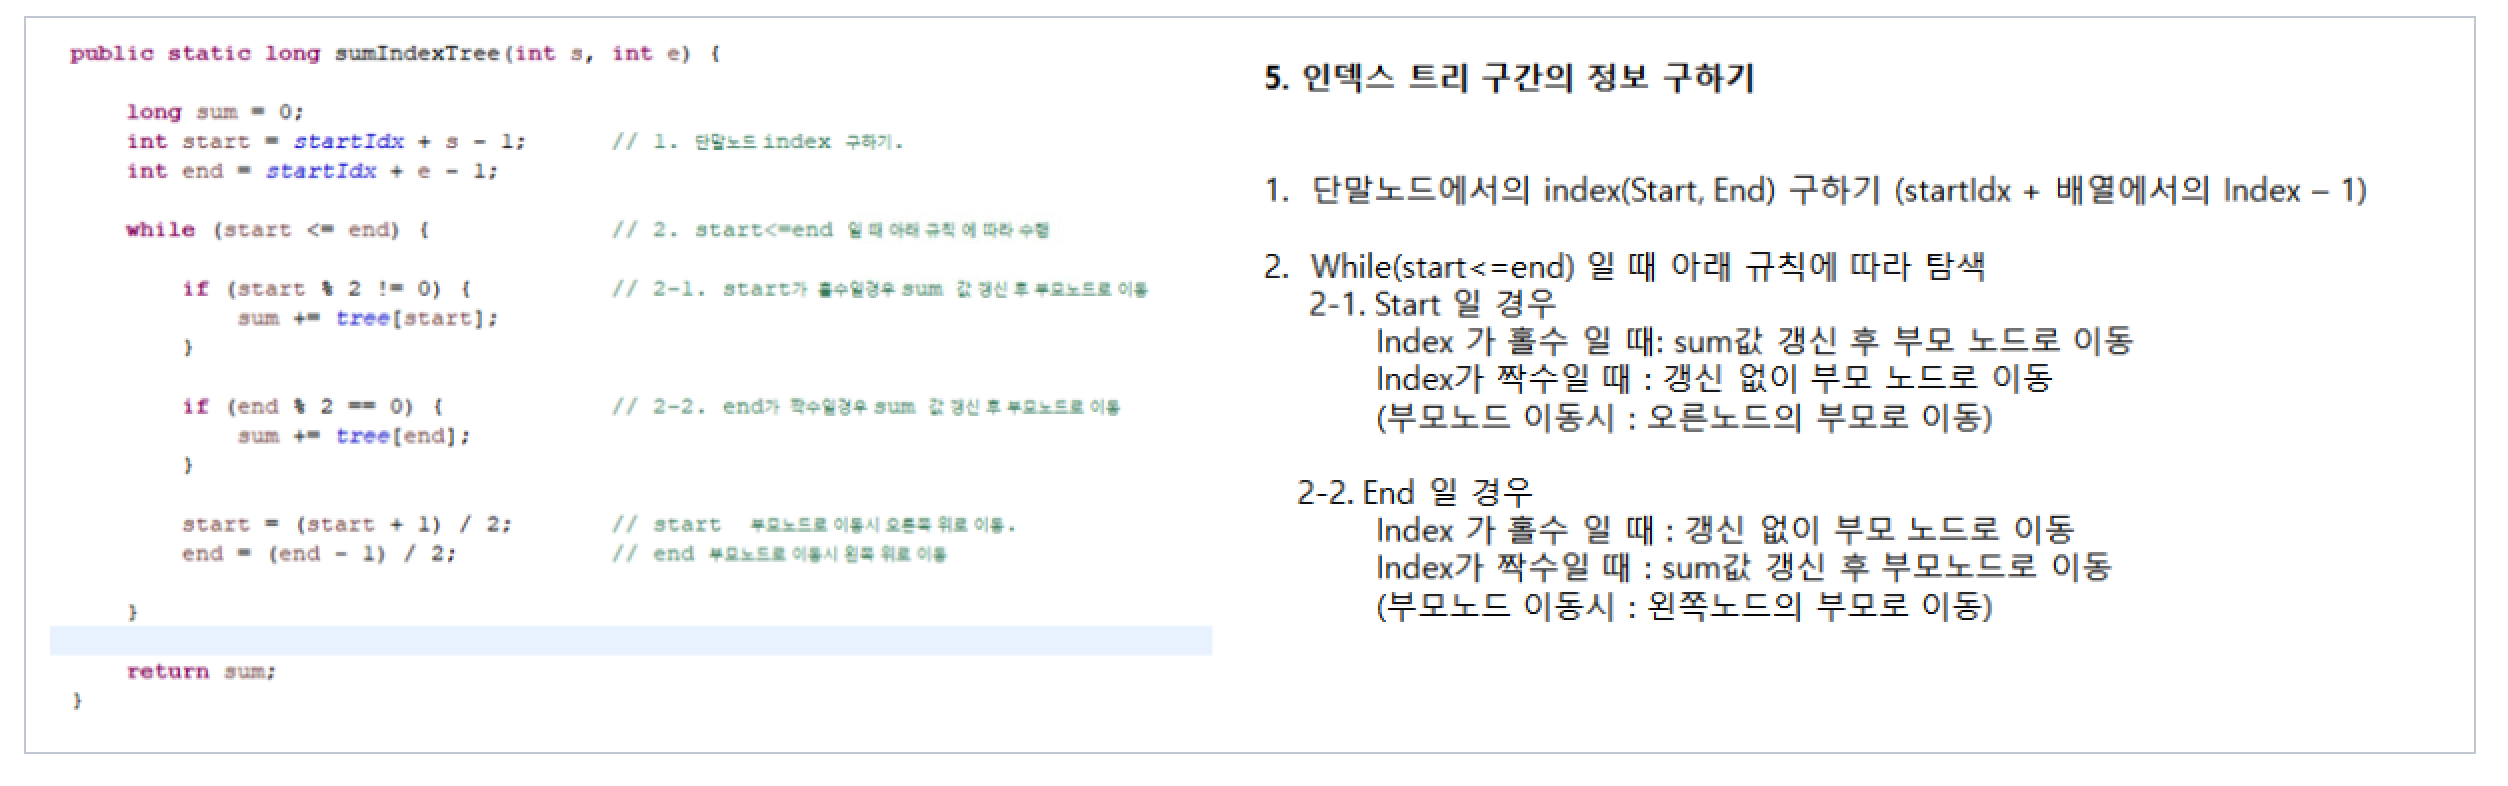 public static long sumIndexTree(int s, int e) {
long sum = 0;
int start = startIdx + s - 1; // 1. 단말노드 index 구하기.
int end = startIdx + e - 1;
while (start <= end) { // 2. start<=end 일 때 아래 규칙 에 따라 수행
if (start % 2 != 0) { // 2-1. start가 홀수일경우 sum 값 갱신 후 부모노드로 이동
sum += tree[start];
}
if (end % 2 == 0) { // 2-2. end가 짝수일경우 sum 값 갱신 후 부모노드로 이동
sum += tree[end];
}
start = (start + 1) / 2; // start 부모노드로 이동시 오른쪽 위로 이동.
end = (end - 1) / 2; // end 부모노드로 이동시 왼쪽 위로 이동
}
return sum;
}
5. 인덱스 트리 구간의 정보 구하기
1. 단말노드에서의 index(Start, End) 구하기 (startIdx + 배열에서의 Index – 1)
2. While(start<=end) 일 때 아래 규칙에 따라 탐색
2-1. Start 일 경우
Index 가 홀수 일 때: sum값 갱신 후 부모 노드로 이동
Index가 짝수일 때 : 갱신 없이 부모 노드로 이동
(부모노드 이동시 : 오른노드의 부모로 이동)
2-2. End 일 경우
Index 가 홀수 일 때 : 갱신 없이 부모 노드로 이동
Index가 짝수일 때 : sum값 갱신 후 부모노드로 이동
(부모노드 이동시 : 왼쪽노드의 부모로 이동)